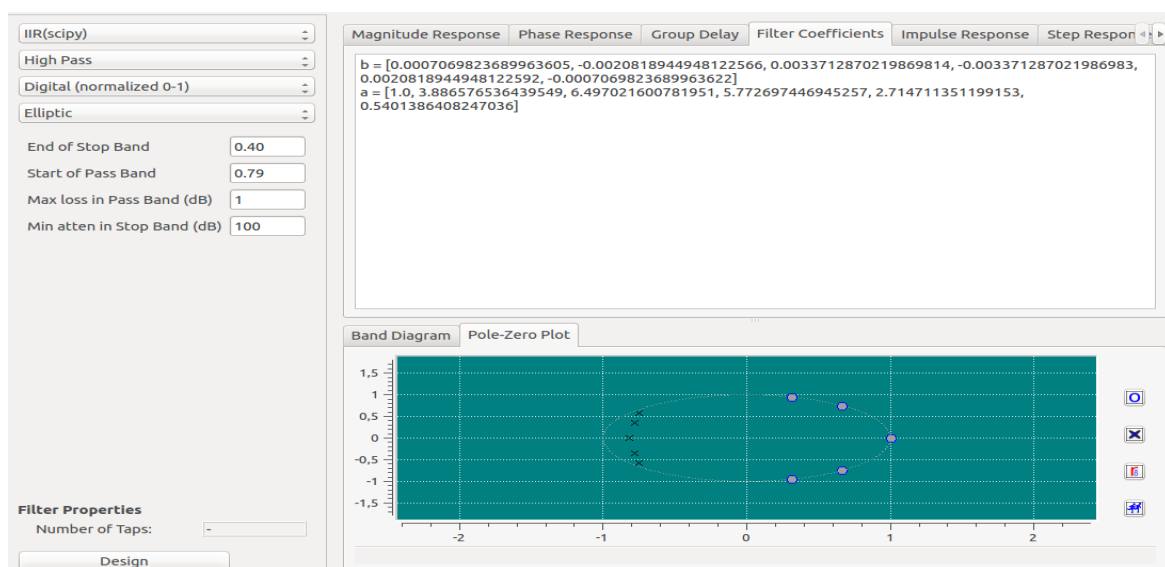 IIR(scipy)
High Pass
Digital (normalized 0-1)
Elliptic
End of Stop Band 0.40
Start of Pass Band 0.79
Max loss in Pass Band (dB) 1
Min atten in Stop Band (dB) 100
Filter Properties
Number of Taps: -
Design
Magnitude Response Phase Response Group Delay Filter Coefficients Impulse Response Step Respon
b = [0.0007069823689963605, -0.0020818944948122566, 0.0033712870219869814, -0.003371287021986983,
0.0020818944948122592, -0.0007069823689963622]
a = [1.0, 3.886576536439549, 6.497021600781951, 5.772697446945257, 2.714711351199153,
0.5401386408247036]
Band Diagram Pole-Zero Plot
1,5
1
0,5
0
-0,5
-1
-1,5
-2 -1 0 1 2